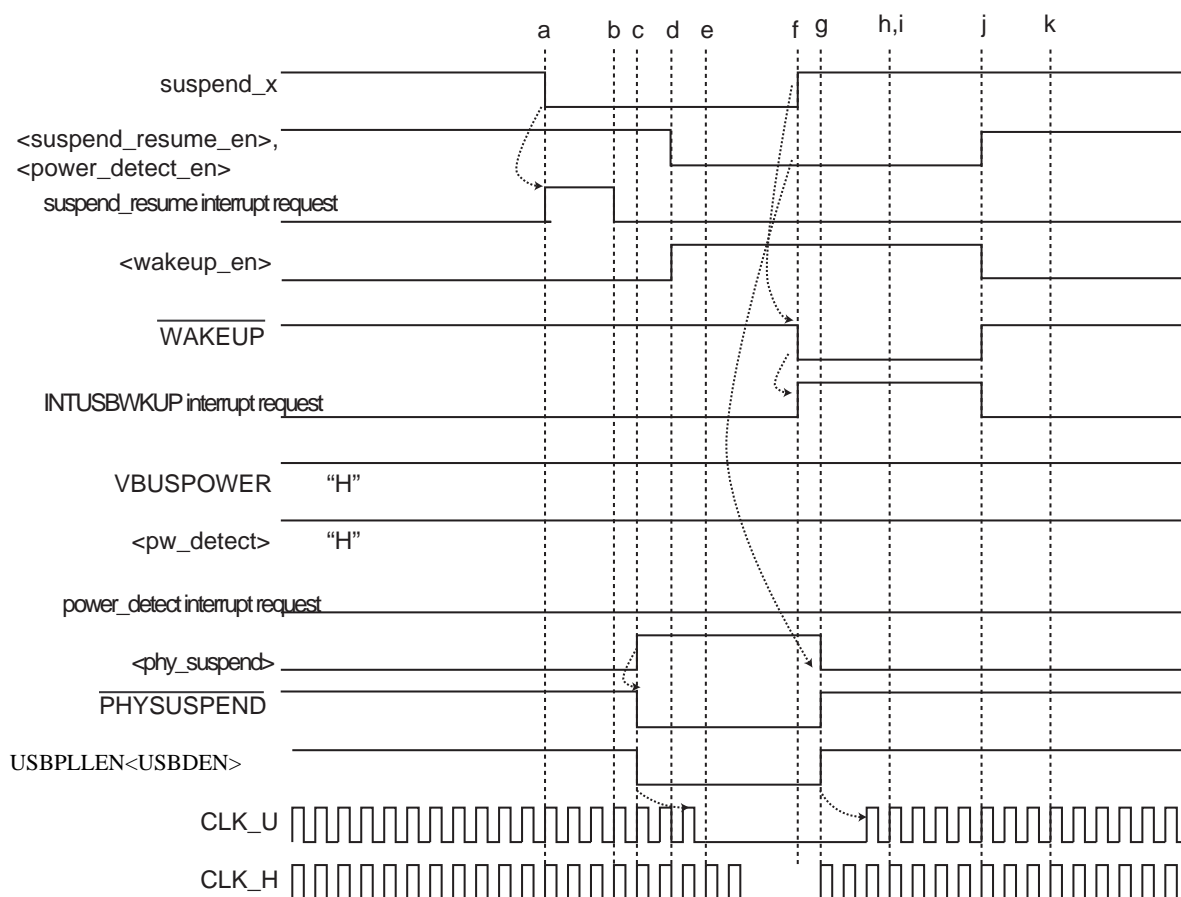 a b c d e f g h,i j k
suspend_x
<suspend_resume_en>,
<power_detect_en>
suspend_resume interrupt request
<wakeup_en>
WAKEUP
INTUSBWKUP interrupt request
VBUSPOWER “H”
<pw_detect> “H”
power_detect interrupt request
<phy_suspend>
PHYSUSPEND
USBPLLEN<USBDEN>
CLK_U
CLK_H